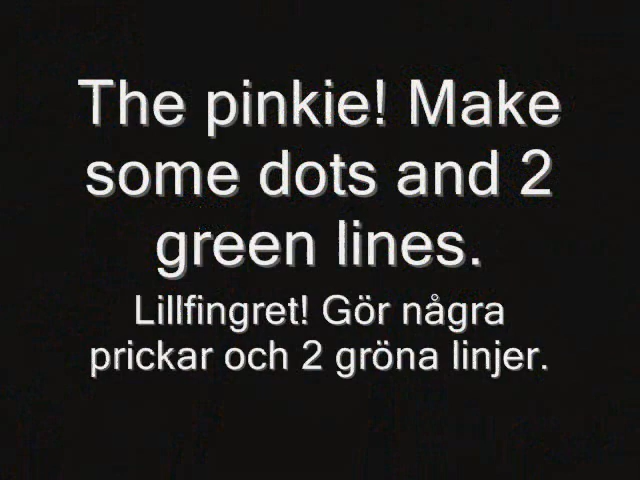 The pinkie! Make
some dots and 2
green lines.
Lillfingret! Gör några
prickar och 2 gröna linjer.